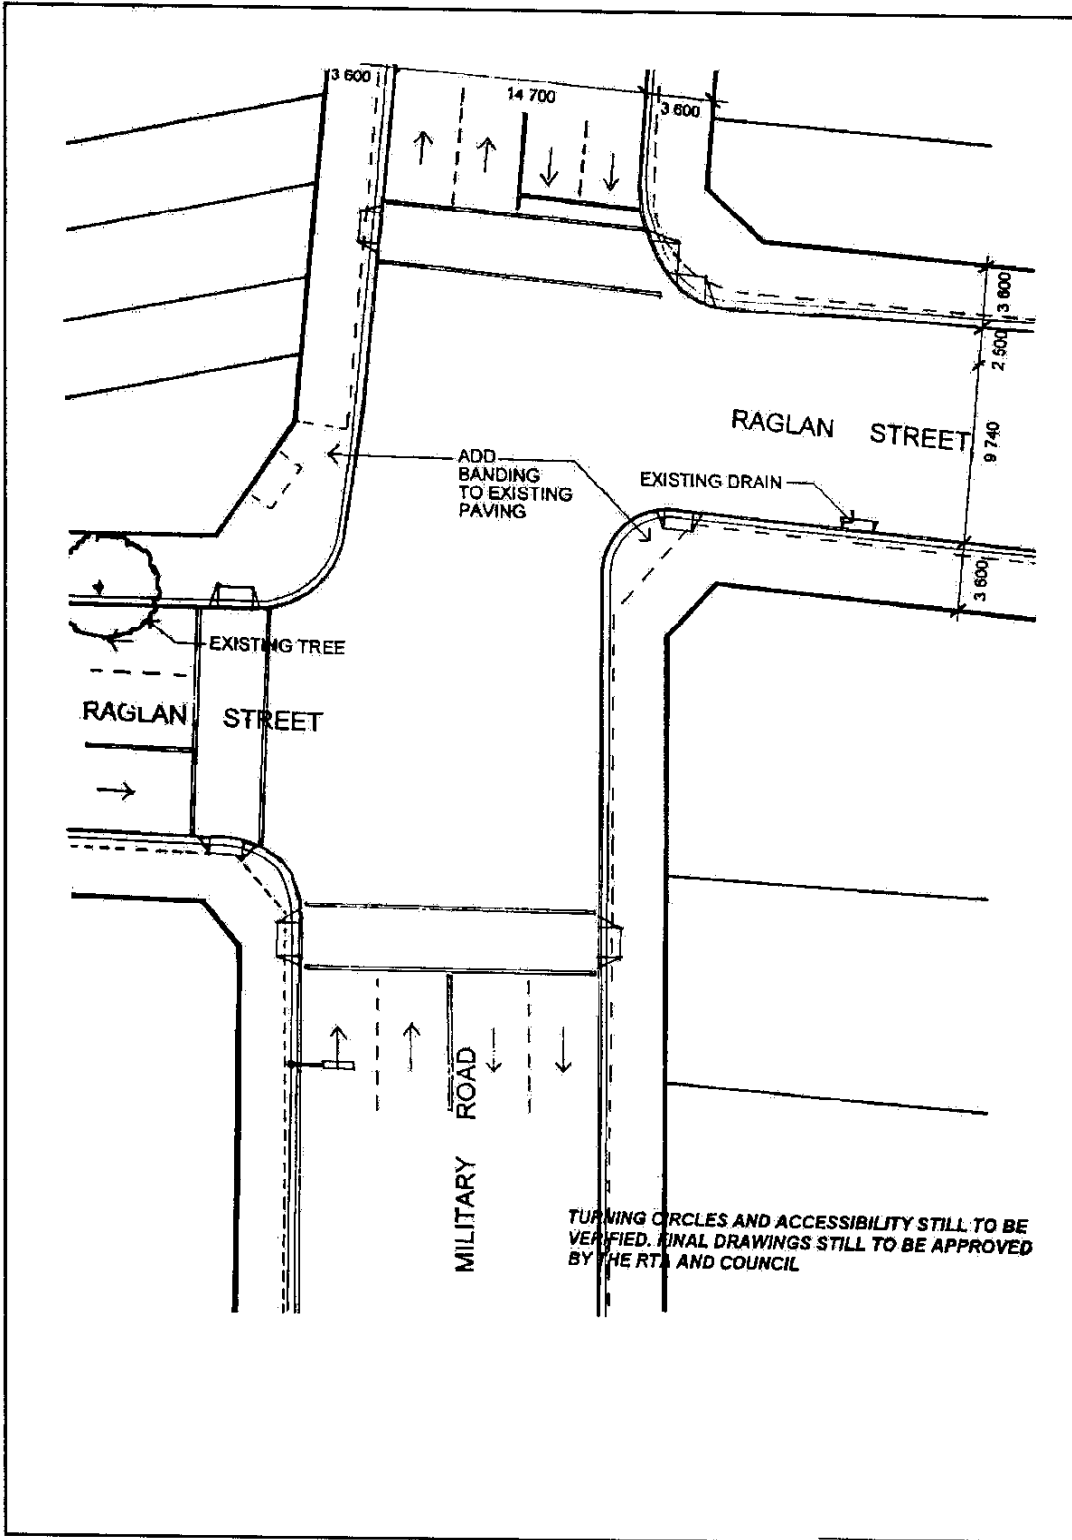 3 600
14 700
3 600
3 600
2 500
RAGLAN STREET
9 740
ADD
BANDING
TO EXISTING
PAVING
EXISTING DRAIN
3 600
EXISTING TREE
RAGLAN STREET
MILITARY ROAD
TURNING CIRCLES AND ACCESSIBILITY STILL TO BE
VERIFIED. FINAL DRAWINGS STILL TO BE APPROVED
BY THE RTA AND COUNCIL